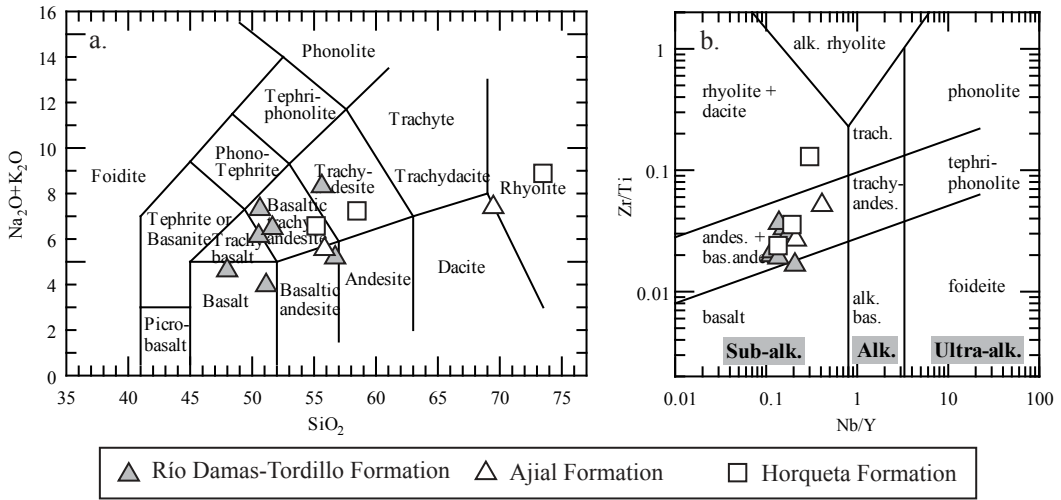 a.
16
14
12
10
8
6
4
2
0
Na2O+K2O
35 40 45 50 55 60 65 70 75
SiO2
Phonolite
Tephri-
phonolite
Trachyte
Phono-
Tephrite
Foidite
Trachy-
andesite
Trachydacite
Rhyolite
Tephrite or
Basanite
Basaltic
trachy
andesite
Trachy
basalt
Basalt
Basaltic
andesite
Andesite
Dacite
Picro-
basalt
b.
1
0.10
0.01
Zr/Ti
0.01 0.1 1 10 100
Nb/Y
alk. rhyolite
rhyolite +
dacite
phonolite
trach.
tephri-
phonolite
trachy-
andes.
andes. +
bas.andes.
foideite
basalt
alk.
bas.
Sub-alk. Alk. Ultra-alk.
Río Damas-Tordillo Formation Ajial Formation Horqueta Formation